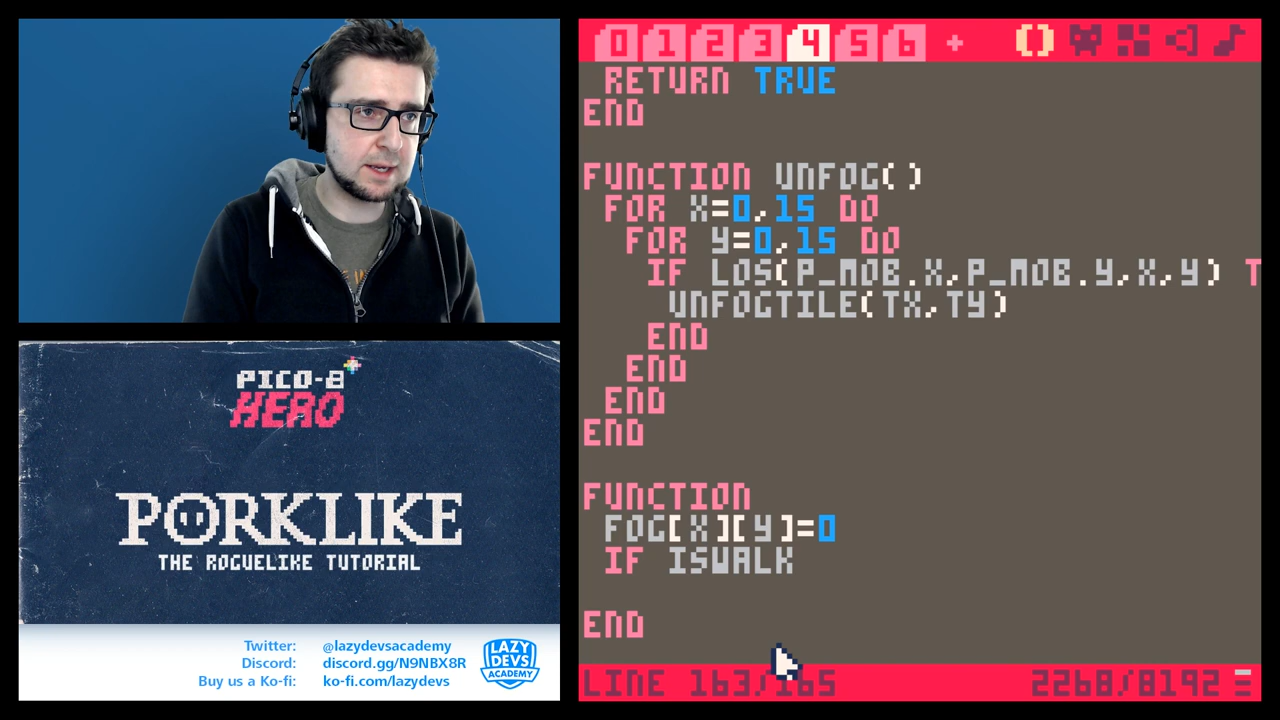 0 1 2 3 4 5 6 + ()
RETURN TRUE
END
FUNCTION UNFOG()
FOR X=0,15 DO
FOR Y=0,15 DO
IF LOS(P_MOB.X,P_MOB.Y,X,Y) T
UNFOGTILE(TX,TY)
END
END
END
END
FUNCTION
FOG[X][Y]=0
IF ISWALK
END
LINE 163/165 2268/8192
PICO-8
HERO
PORKLIKE
THE ROGUELIKE TUTORIAL
Twitter: @lazydevsacademy
Discord: discord.gg/N9NBX8R
Buy us a Ko-fi: ko-fi.com/lazydevs
LAZY
DEVS
ACADEMY